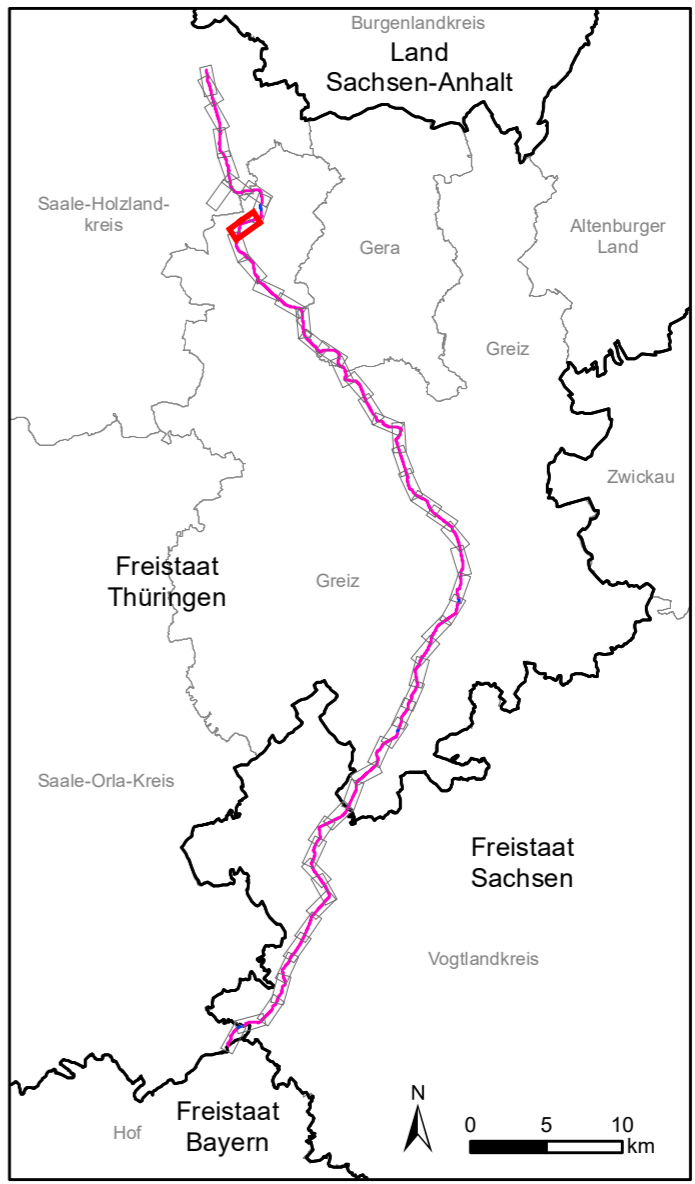 Burgenlandkreis
Land
Sachsen-Anhalt
Saale-Holzland-
kreis
Gera
Altenburger
Land
Greiz
Zwickau
Freistaat
Thüringen
Greiz
Saale-Orla-Kreis
Freistaat
Sachsen
Vogtlandkreis
Freistaat
Bayern
Hof
N
0 5 10
km